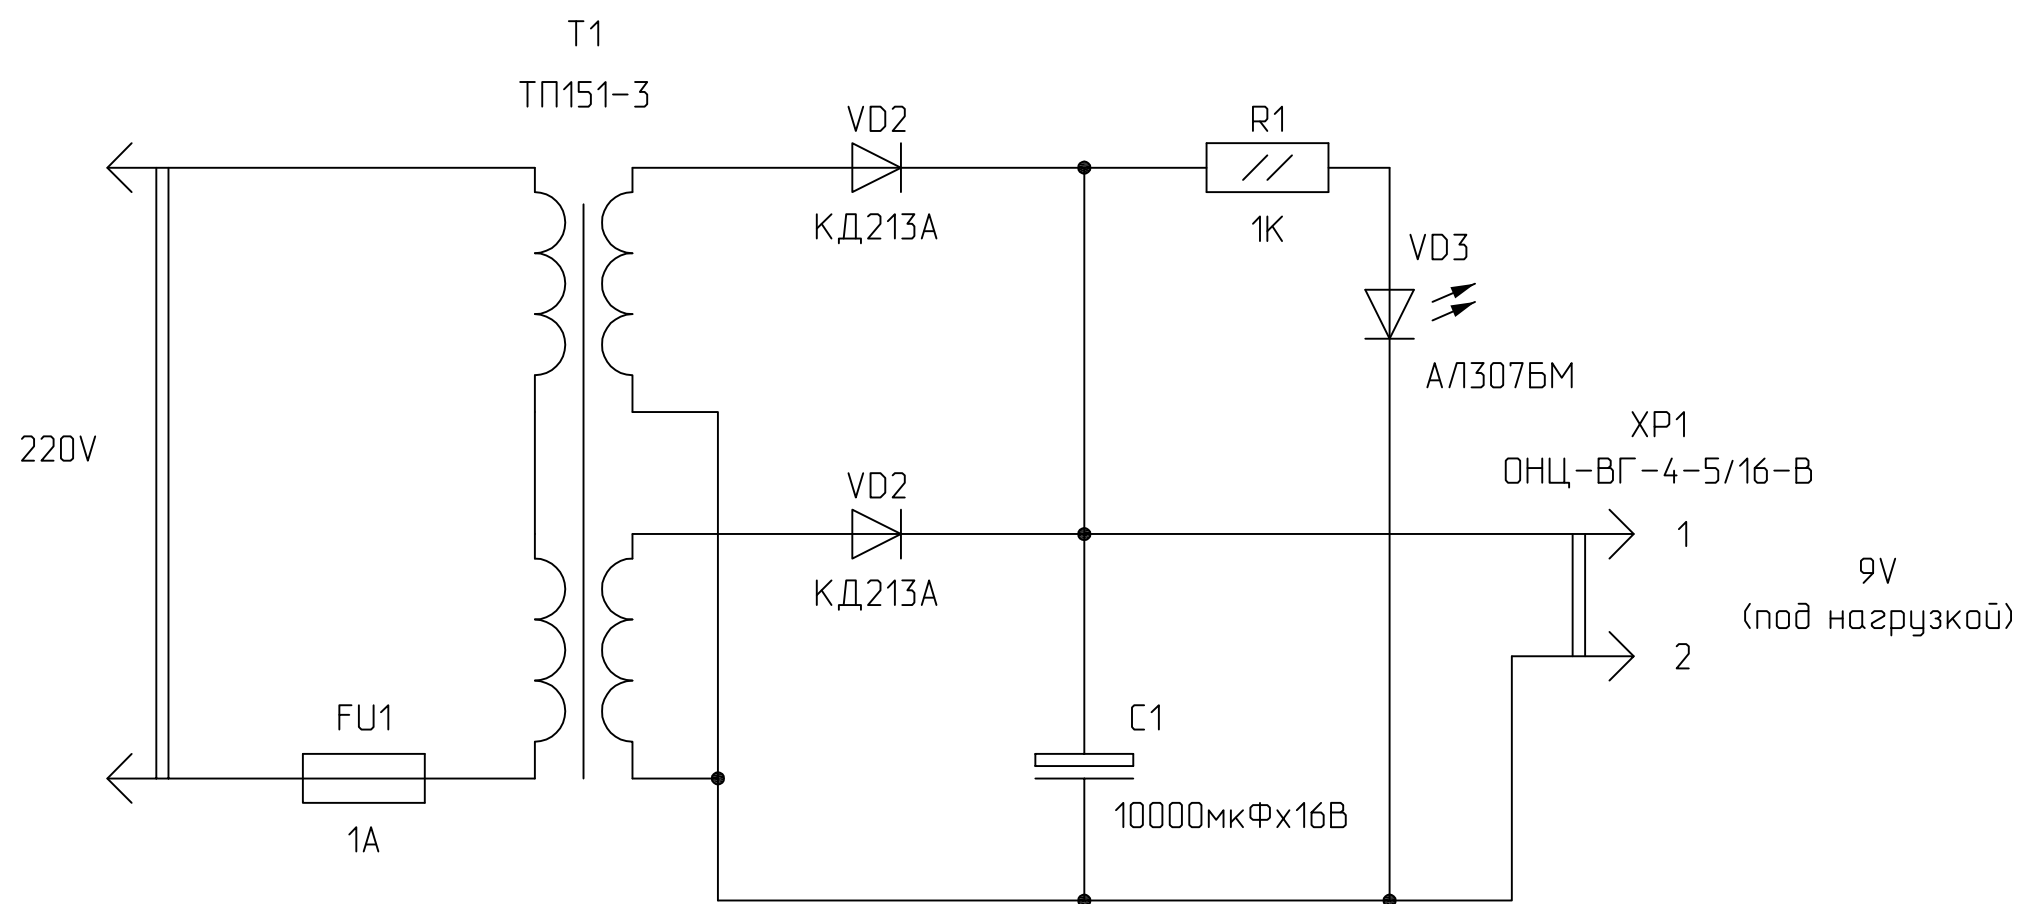 T1
ТП151-3
VD2
КД213А
R1
1К
VD3
АЛ307БМ
220V
XP1
ОНЦ-ВГ-4-5/16-В
1
9V
(под нагрузкой)
2
VD2
КД213А
FU1
1А
C1
10000мкФх16В